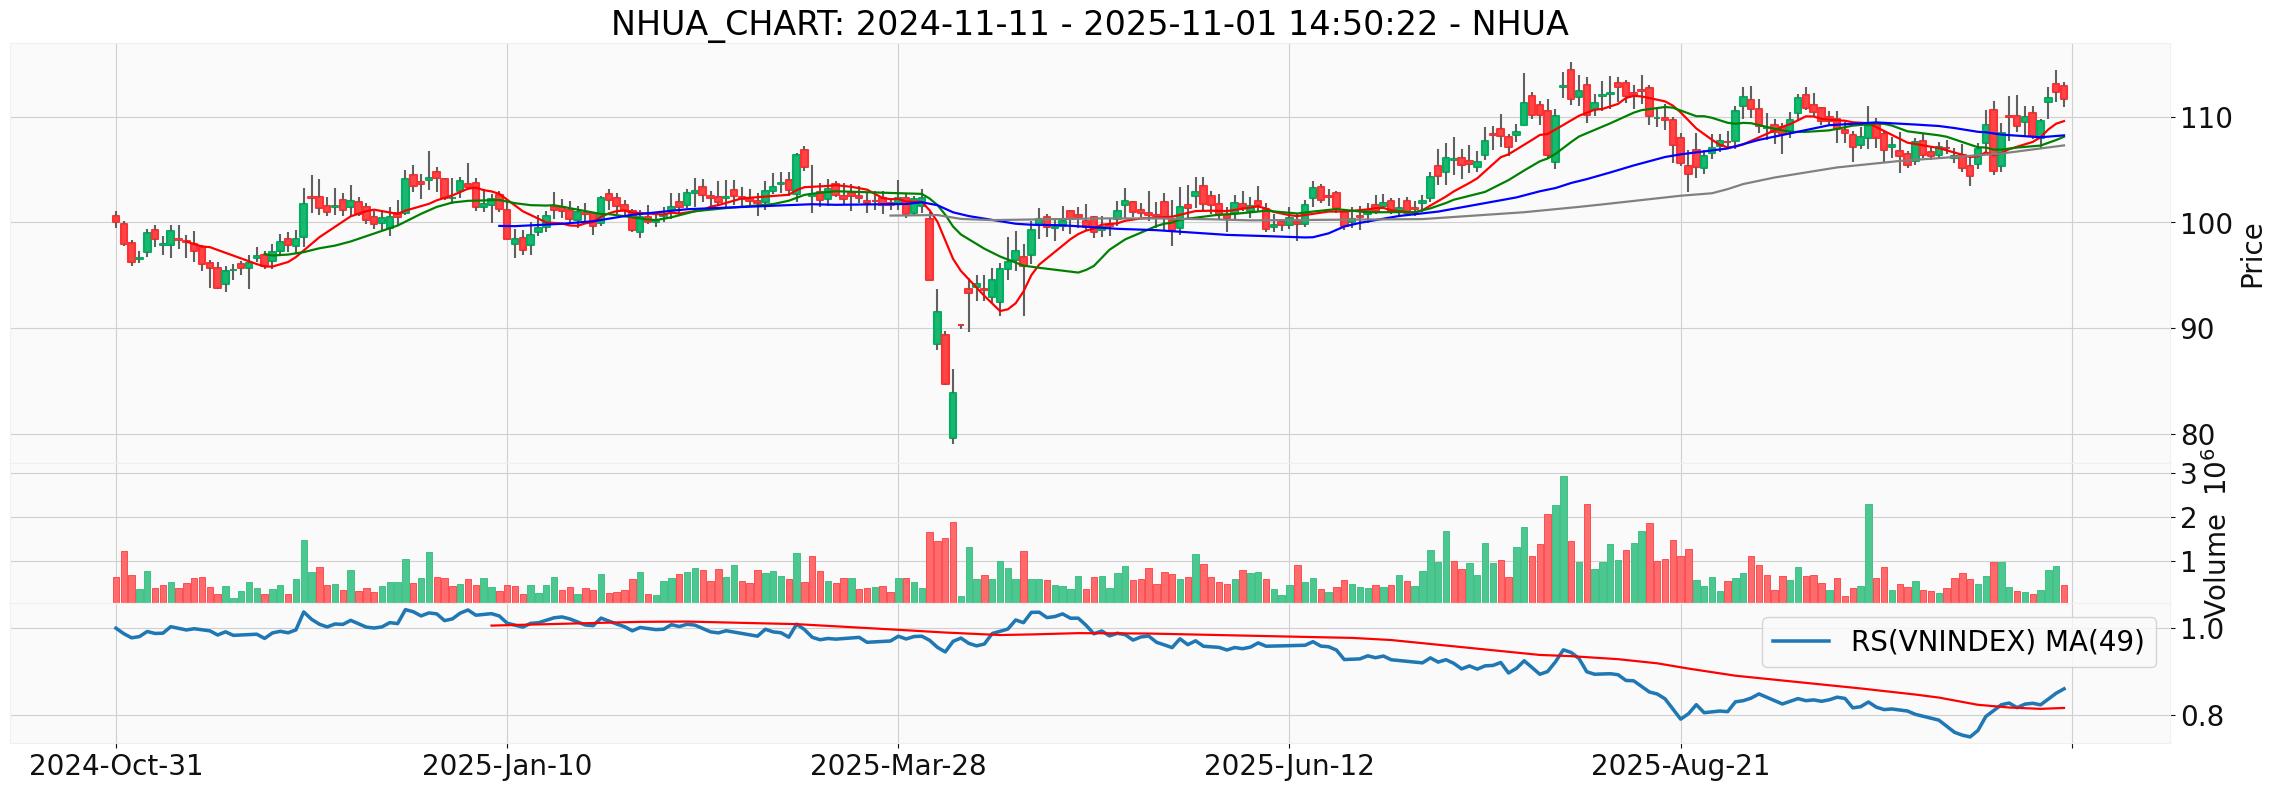 NHUA_CHART: 2024-11-11 - 2025-11-01 14:50:22 - NHUA
110
100
90
80
Price
3
2
1
Volume 10⁶
1.0
0.8
RS(VNINDEX) MA(49)
2024-Oct-31
2025-Jan-10
2025-Mar-28
2025-Jun-12
2025-Aug-21